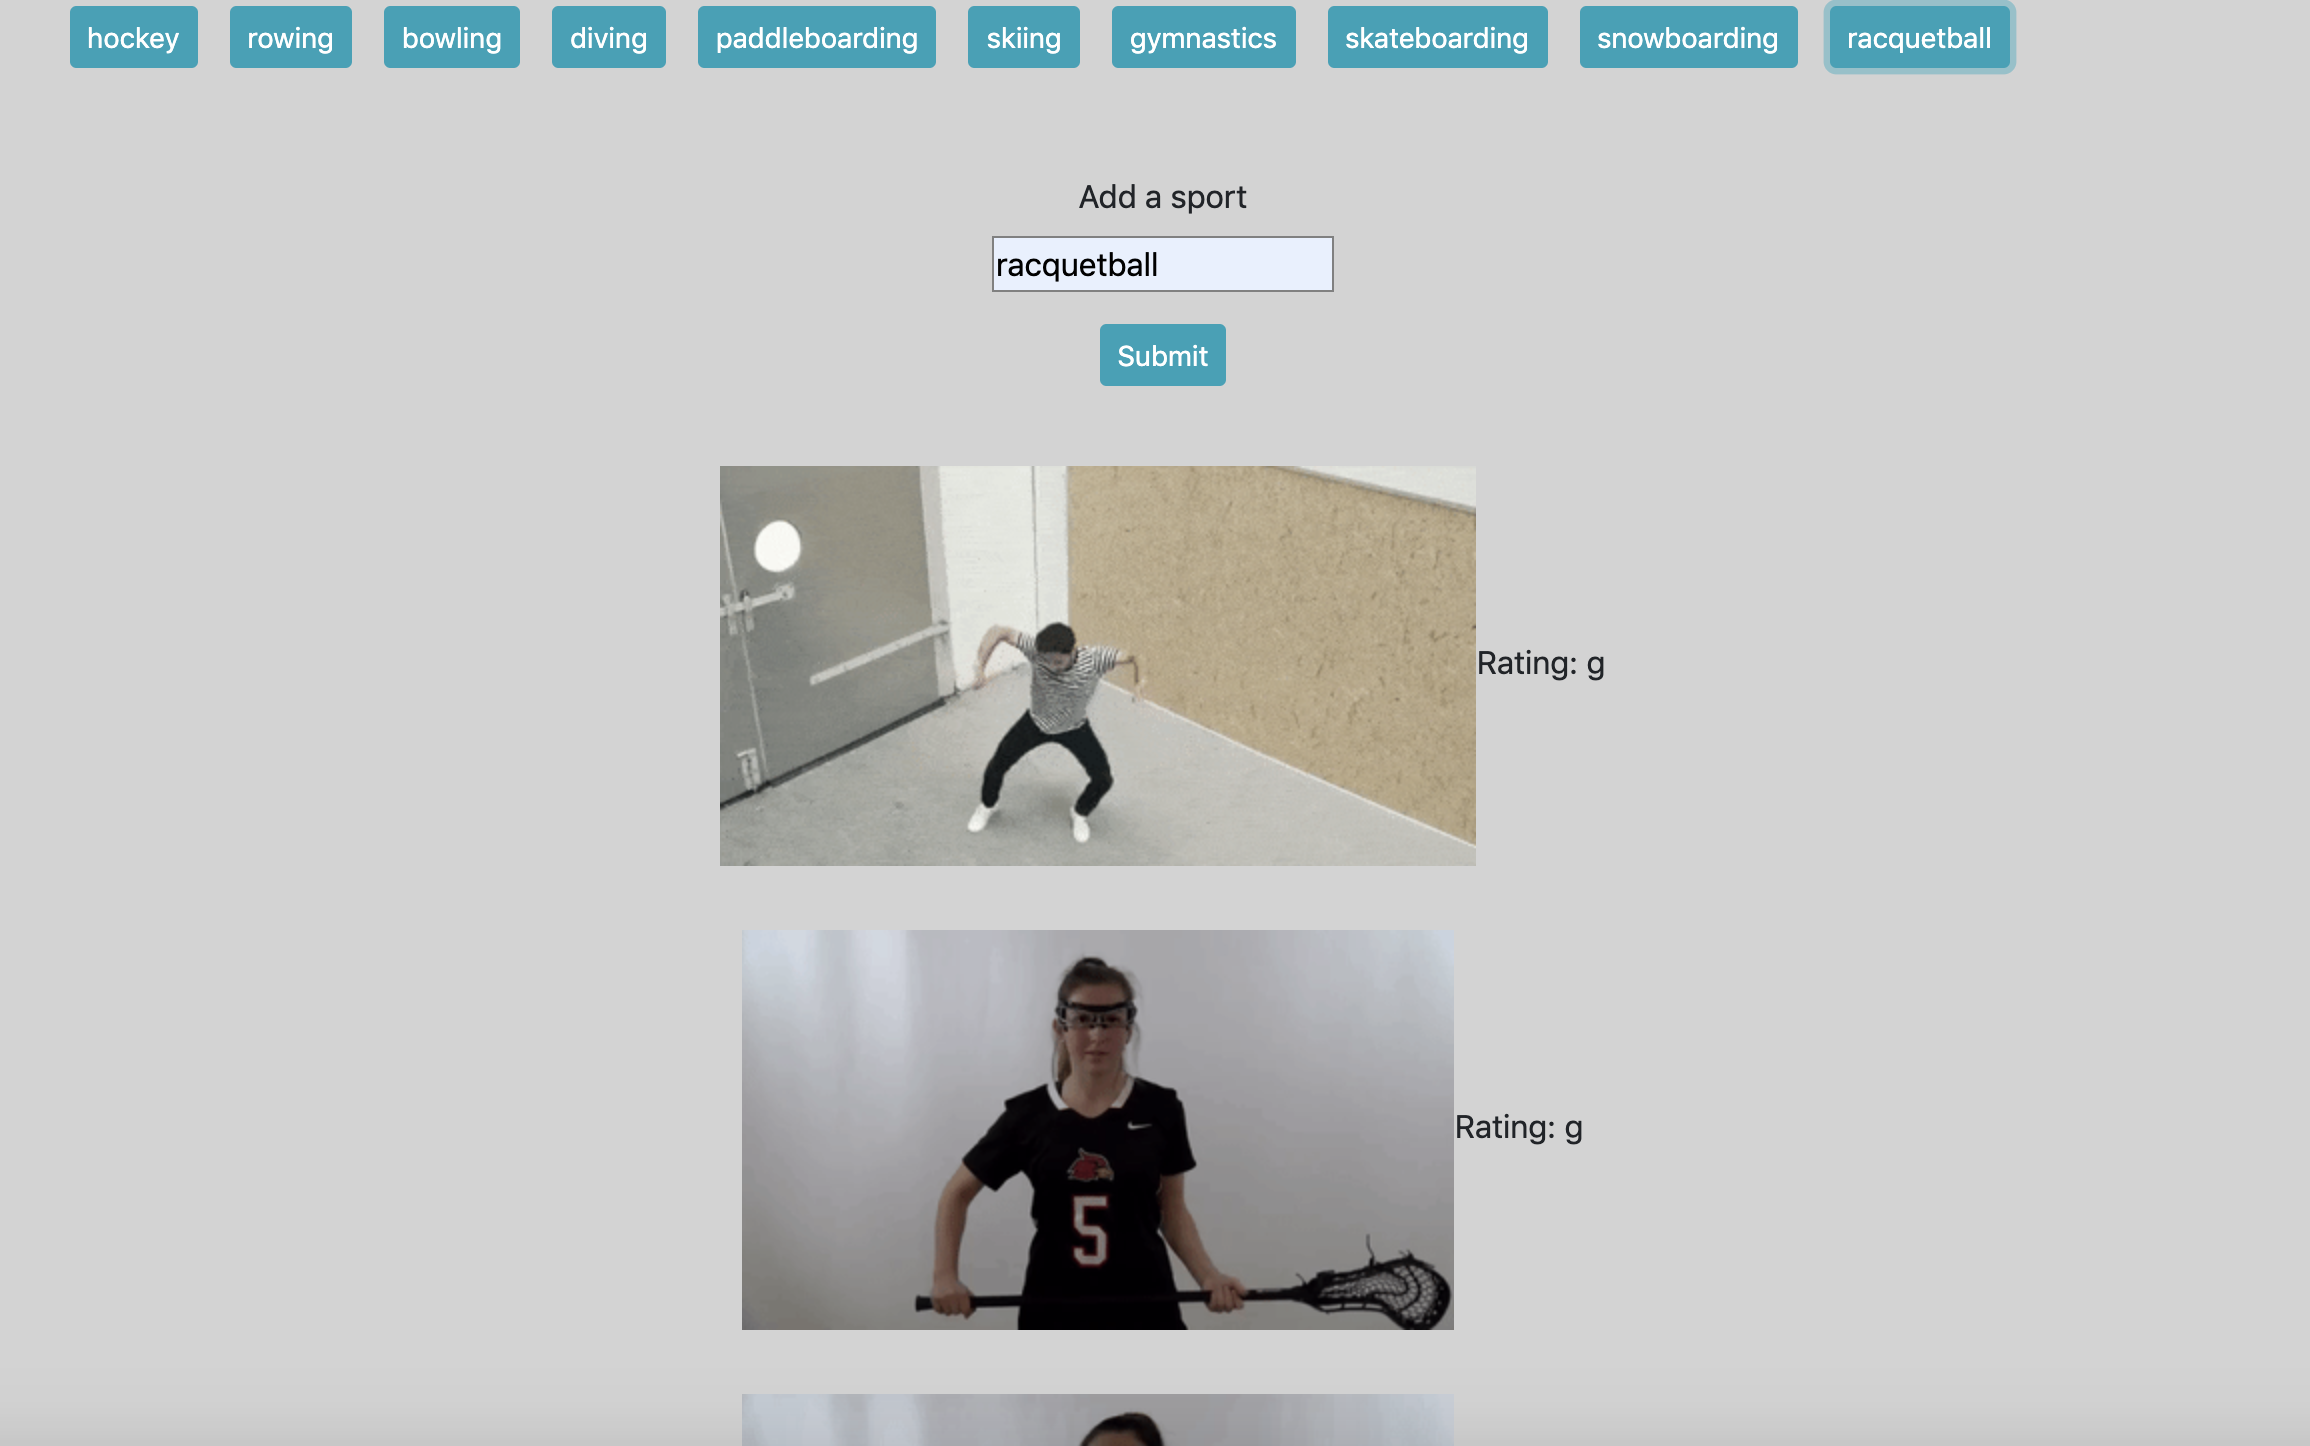 hockey rowing bowling diving paddleboarding skiing gymnastics skateboarding snowboarding racquetball
Add a sport
racquetball
Submit
Rating: g
5
Rating: g